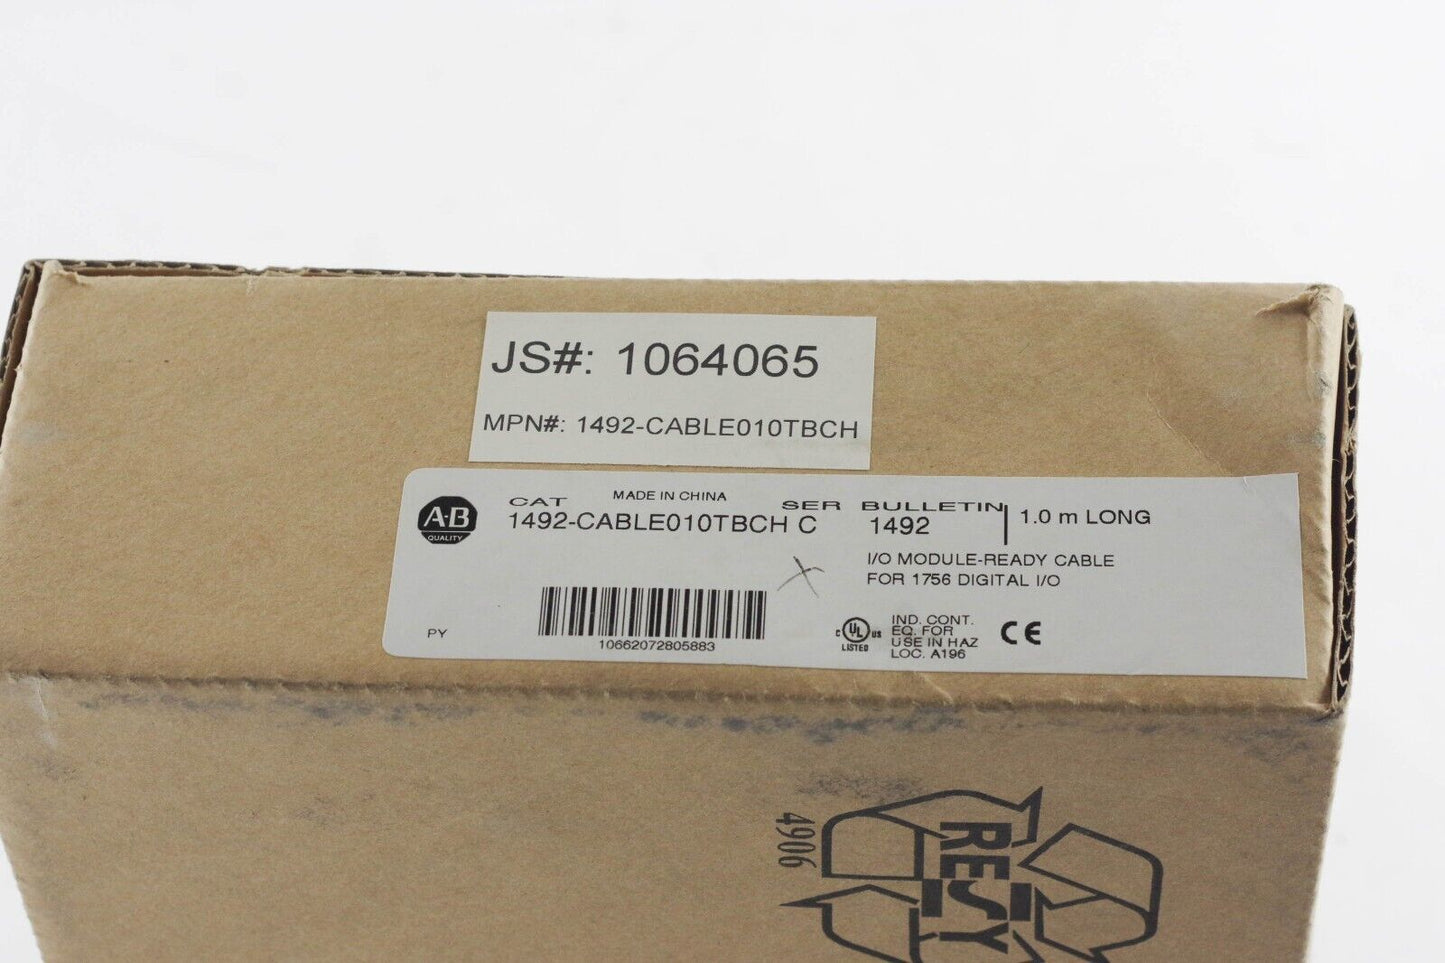 JS#: 1064065
MPN#: 1492-CABLE010TBCH
A-B
QUALITY
CAT
MADE IN CHINA
SER
BULLETIN
1492-CABLE010TBCH C
1492
1.0 m LONG
I/O MODULE-READY CABLE
FOR 1756 DIGITAL I/O
PY
10662072805883
C UL US
LISTED
IND. CONT.
EQ. FOR
USE IN HAZ
LOC. A196
CE
4906
RESY